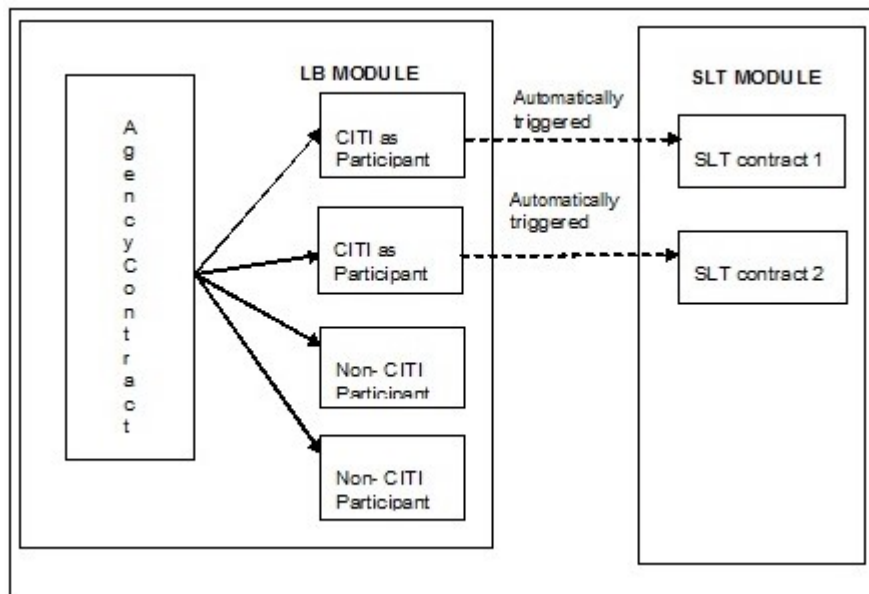 LB MODULE
SLT MODULE
AgencyContract
CITI as
Participant
Automatically
triggered
SLT contract 1
CITI as
Participant
Automatically
triggered
SLT contract 2
Non- CITI
Participant
Non- CITI
Participant